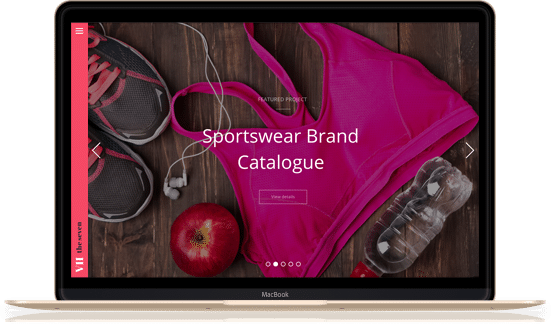 FEATURED PROJECT
Sportswear Brand
Catalogue
View details
VII the seven
MacBook